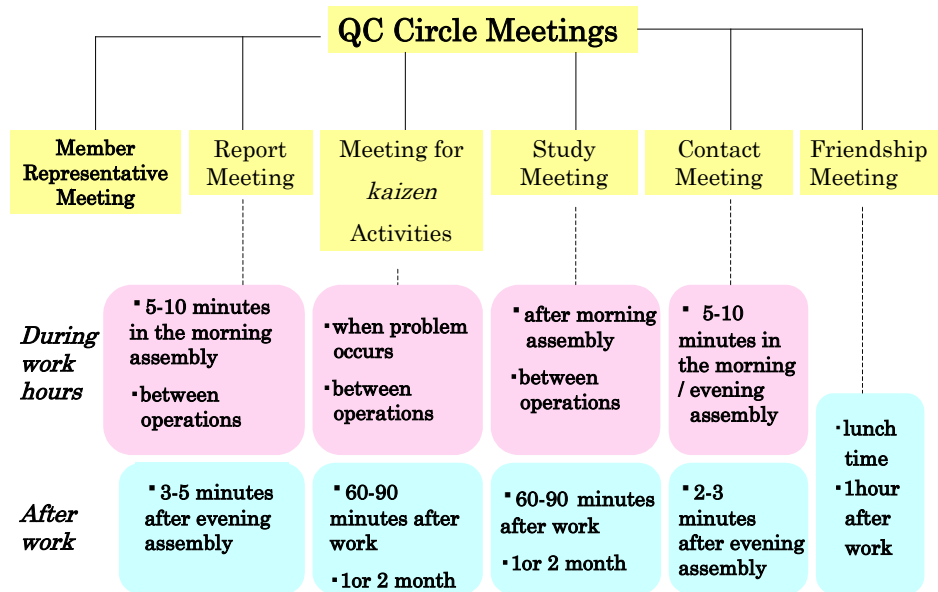 QC Circle Meetings
Member
Representative
Meeting
Report
Meeting
Meeting for
kaizen
Activities
Study
Meeting
Contact
Meeting
Friendship
Meeting
During
work
hours
▪5-10 minutes
in the morning
assembly
▪between
operations
▪when problem
occurs
▪between
operations
▪after morning
assembly
▪between
operations
▪ 5-10
minutes in
the morning
/ evening
assembly
▪lunch
time
▪1hour
after
work
After
work
▪3-5 minutes
after evening
assembly
▪60-90
minutes after
work
▪1or 2 month
▪60-90 minutes
after work
▪1or 2 month
▪2-3
minutes
after evening
assembly